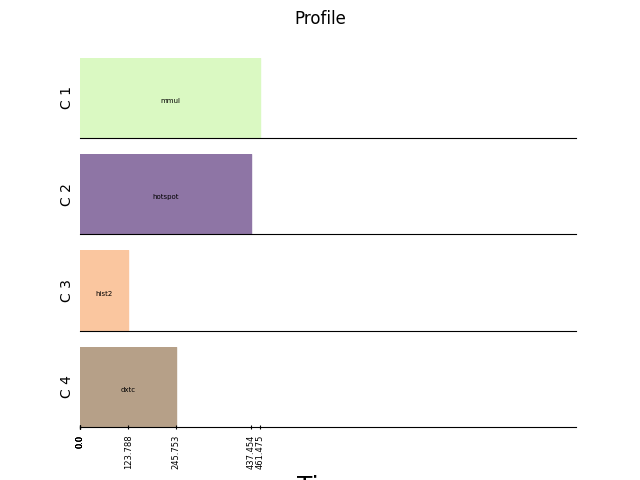 Profile
C 1
mmul
C 2
hotspot
C 3
hist2
C 4
dxtc
0.0
123.788
245.753
437.454
461.475